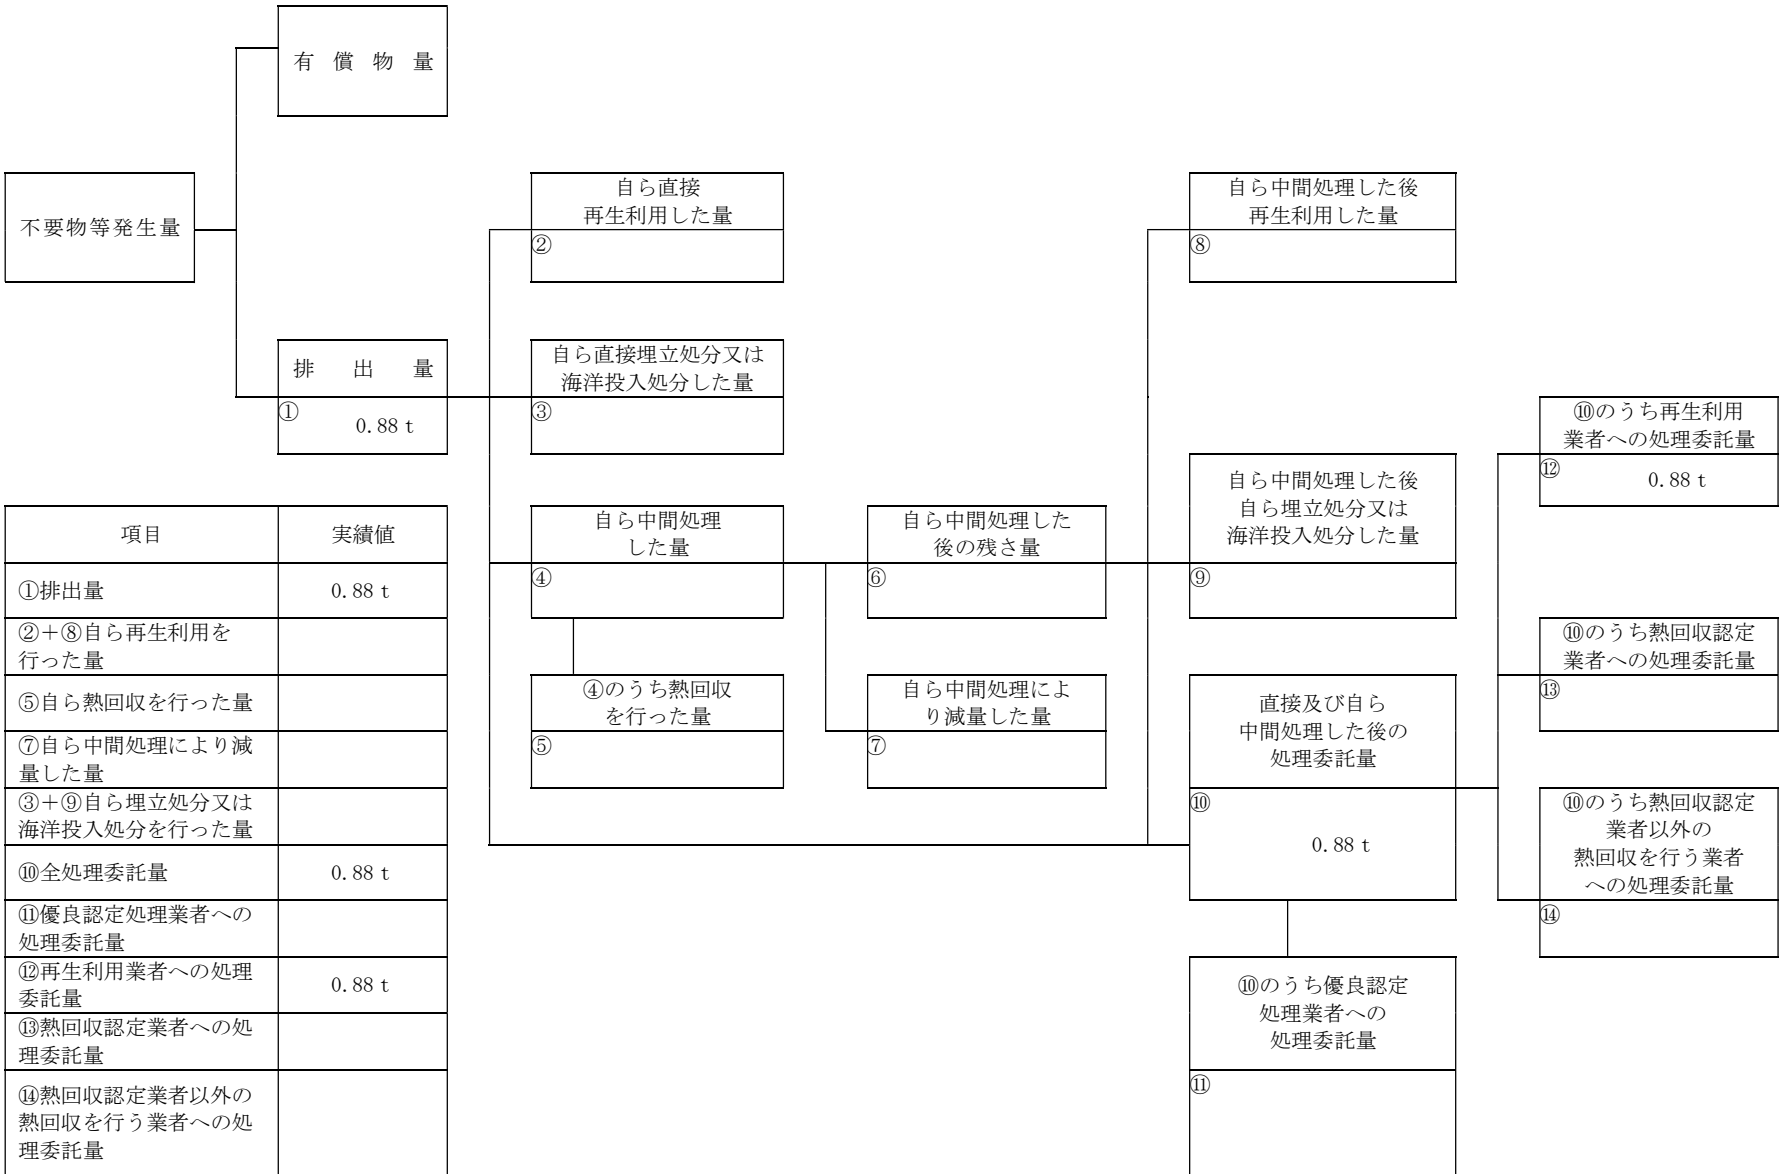 有償物量
不要物等発生量
自ら直接
再生利用した量
②
自ら中間処理した後
再生利用した量
⑧
排出量
①
0.88 t
自ら直接埋立処分又は
海洋投入処分した量
③
⑩のうち再生利用
業者への処理委託量
⑫
0.88 t
自ら中間処理
した量
④
自ら中間処理した
後の残さ量
⑥
自ら中間処理した後
自ら埋立処分又は
海洋投入処分した量
⑨
⑩のうち熱回収認定
業者への処理委託量
⑬
④のうち熱回収
を行った量
⑤
自ら中間処理によ
り減量した量
⑦
直接及び自ら
中間処理した後の
処理委託量
⑩
0.88 t
⑩のうち熱回収認定
業者以外の
熱回収を行う業者
への処理委託量
⑭
⑩のうち優良認定
処理業者への
処理委託量
⑪
項目 実績値
①排出量 0.88 t
②＋⑧自ら再生利用を
行った量
⑤自ら熱回収を行った量
⑦自ら中間処理により減
量した量
③＋⑨自ら埋立処分又は
海洋投入処分を行った量
⑩全処理委託量 0.88 t
⑪優良認定処理業者への
処理委託量
⑫再生利用業者への処理
委託量 0.88 t
⑬熱回収認定業者への処
理委託量
⑭熱回収認定業者以外の
熱回収を行う業者への処
理委託量